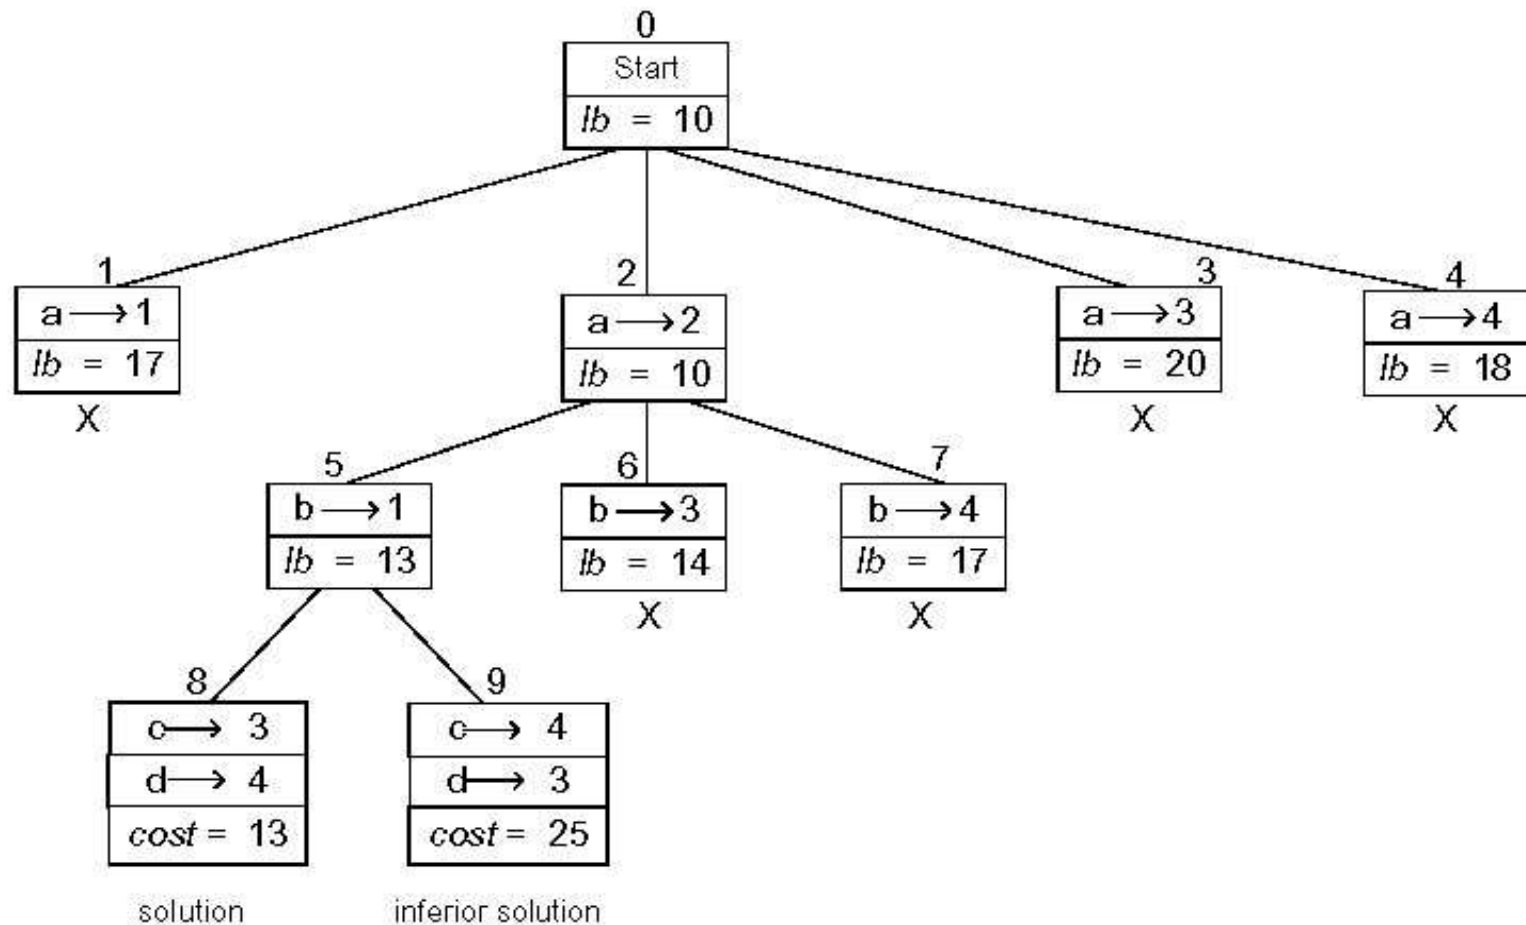 0
Start
lb = 10
1
2
3
4
a → 1
a → 2
a → 3
a → 4
lb = 17
lb = 10
lb = 20
lb = 18
X
X
X
5
6
7
b → 1
b → 3
b → 4
lb = 13
lb = 14
lb = 17
X
X
8
9
c → 3
c → 4
d → 4
d → 3
cost = 13
cost = 25
solution
inferior solution